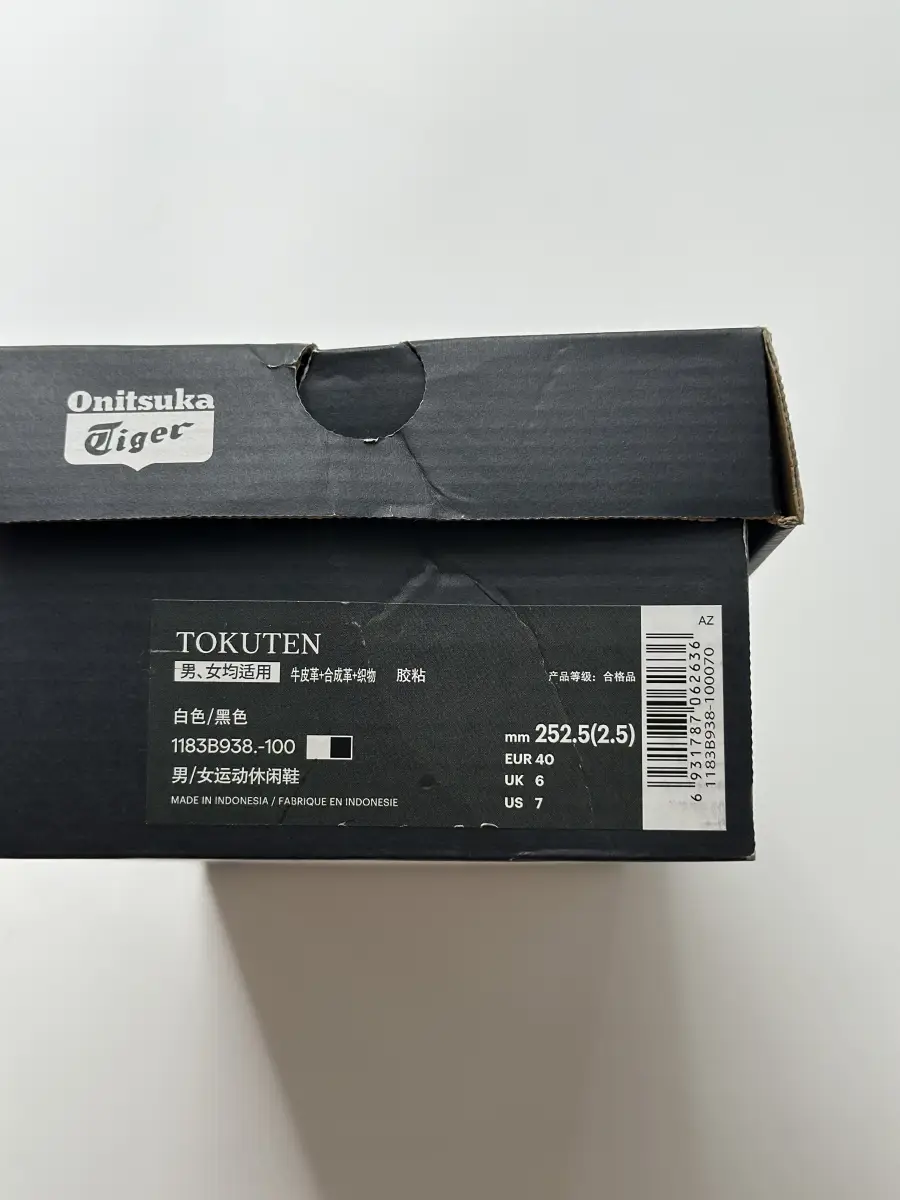 Onitsuka
Tiger
TOKUTEN
男、女均适用 牛皮革+合成革+织物 胶粘 产品等级：合格品
白色/黑色
1183B938.-100
男/女运动休闲鞋
MADE IN INDONESIA / FABRIQUE EN INDONESIE
mm 252.5(2.5)
EUR 40
UK 6
US 7
AZ
6 931787 062636
1183B938-100070